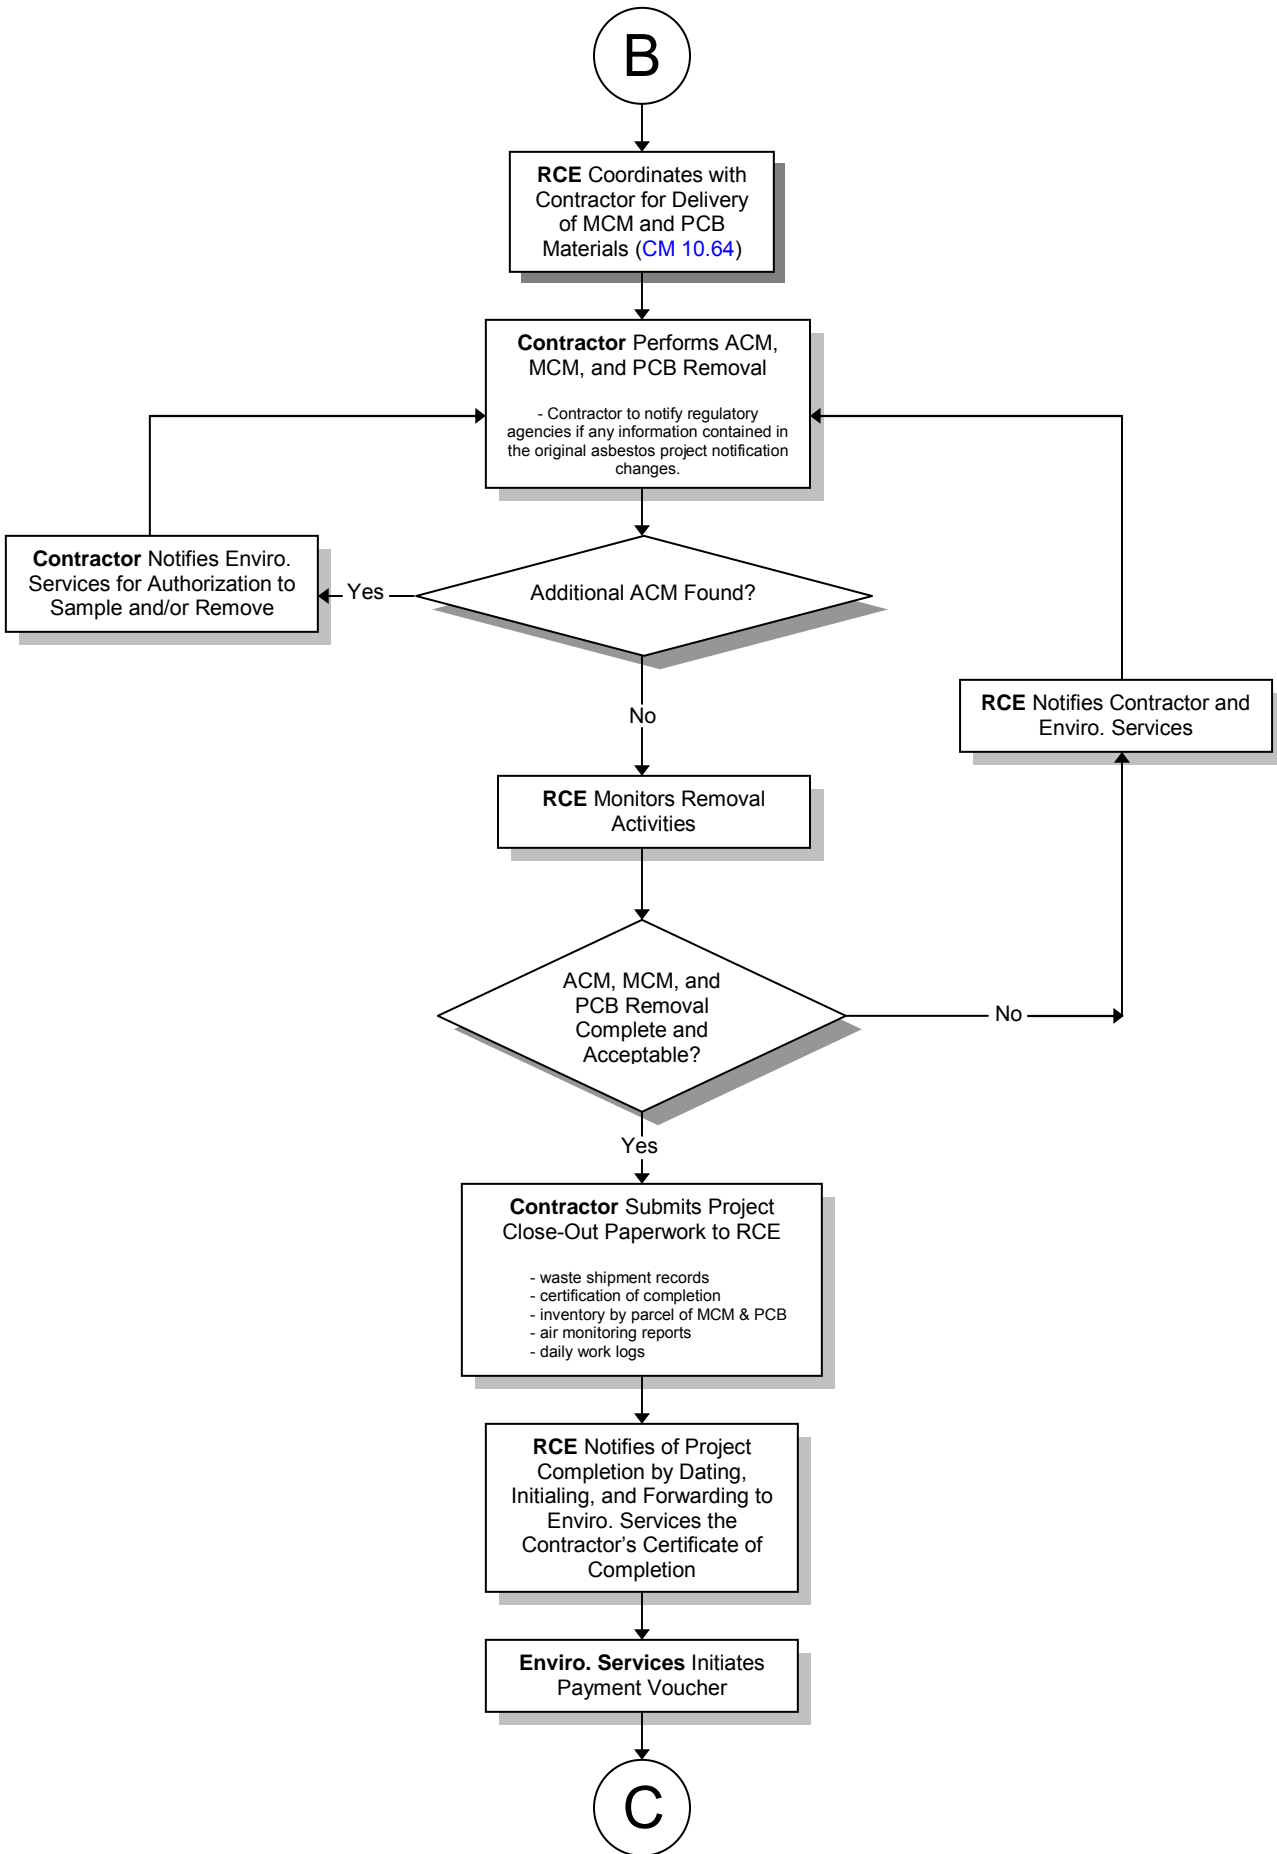 B
RCE Coordinates with
Contractor for Delivery
of MCM and PCB
Materials (CM 10.64)
Contractor Performs ACM,
MCM, and PCB Removal
- Contractor to notify regulatory
agencies if any information contained in
the original asbestos project notification
changes.
Contractor Notifies Enviro.
Services for Authorization to
Sample and/or Remove
Yes
Additional ACM Found?
No
RCE Notifies Contractor and
Enviro. Services
RCE Monitors Removal
Activities
ACM, MCM, and
PCB Removal
Complete and
Acceptable?
No
Yes
Contractor Submits Project
Close-Out Paperwork to RCE
- waste shipment records
- certification of completion
- inventory by parcel of MCM & PCB
- air monitoring reports
- daily work logs
RCE Notifies of Project
Completion by Dating,
Initialing, and Forwarding to
Enviro. Services the
Contractor’s Certificate of
Completion
Enviro. Services Initiates
Payment Voucher
C